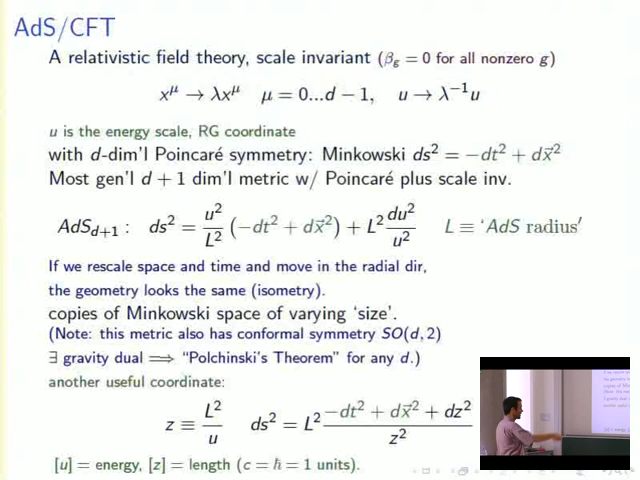 AdS/CFT
A relativistic field theory, scale invariant (β_g = 0 for all nonzero g)
x^μ → λx^μ   μ = 0...d − 1,   u → λ^{−1}u
u is the energy scale, RG coordinate
with d-dim'l Poincaré symmetry: Minkowski ds² = −dt² + dx⃗²
Most gen'l d + 1 dim'l metric w/ Poincaré plus scale inv.
AdS_{d+1} :   ds² = u²/L² (−dt² + dx⃗²) + L² du²/u²   L ≡ 'AdS radius'
If we rescale space and time and move in the radial dir,
the geometry looks the same (isometry).
copies of Minkowski space of varying 'size'.
(Note: this metric also has conformal symmetry SO(d, 2)
∃ gravity dual ⟹ "Polchinski's Theorem" for any d.)
another useful coordinate:
z ≡ L²/u   ds² = L² (−dt² + dx⃗² + dz²)/z²
[u] = energy, [z] = length (c = ħ = 1 units).